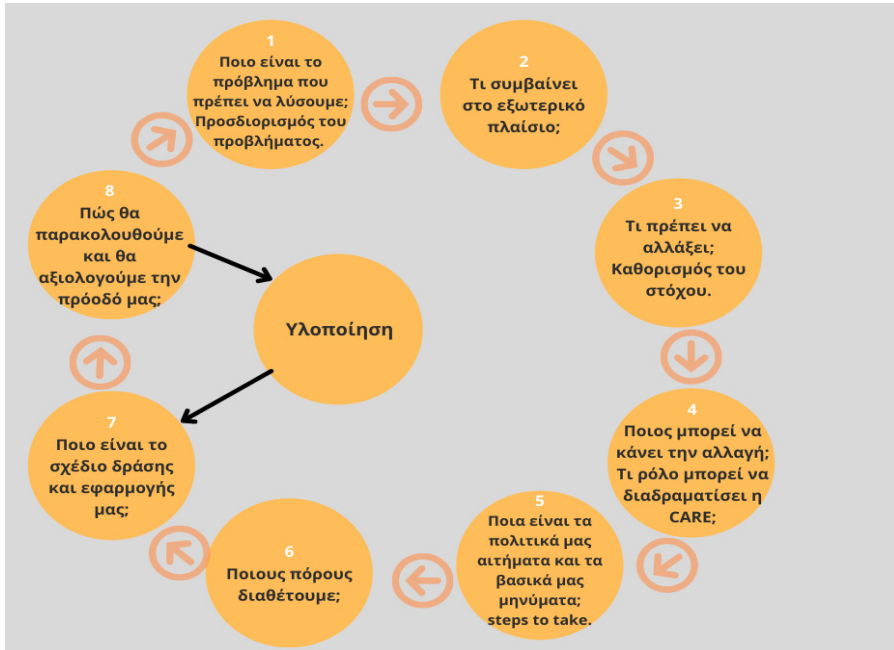 1
Ποιο είναι το
πρόβλημα που
πρέπει να λύσουμε;
Προσδιορισμός του
προβλήματος.
2
Τι συμβαίνει
στο εξωτερικό
πλαίσιο;
3
Τι πρέπει να
αλλάξει;
Καθορισμός του
στόχου.
4
Ποιος μπορεί να
κάνει την αλλαγή;
Τι ρόλο μπορεί να
διαδραματίσει η
CARE;
5
Ποια είναι τα
πολιτικά μας
αιτήματα και τα
βασικά μας
μηνύματα;
steps to take.
6
Ποιους πόρους
διαθέτουμε;
7
Ποιο είναι το
σχέδιο δράσης
και εφαρμογής
μας;
8
Πώς θα
παρακολουθούμε
και θα
αξιολογούμε την
πρόοδό μας;
Υλοποίηση